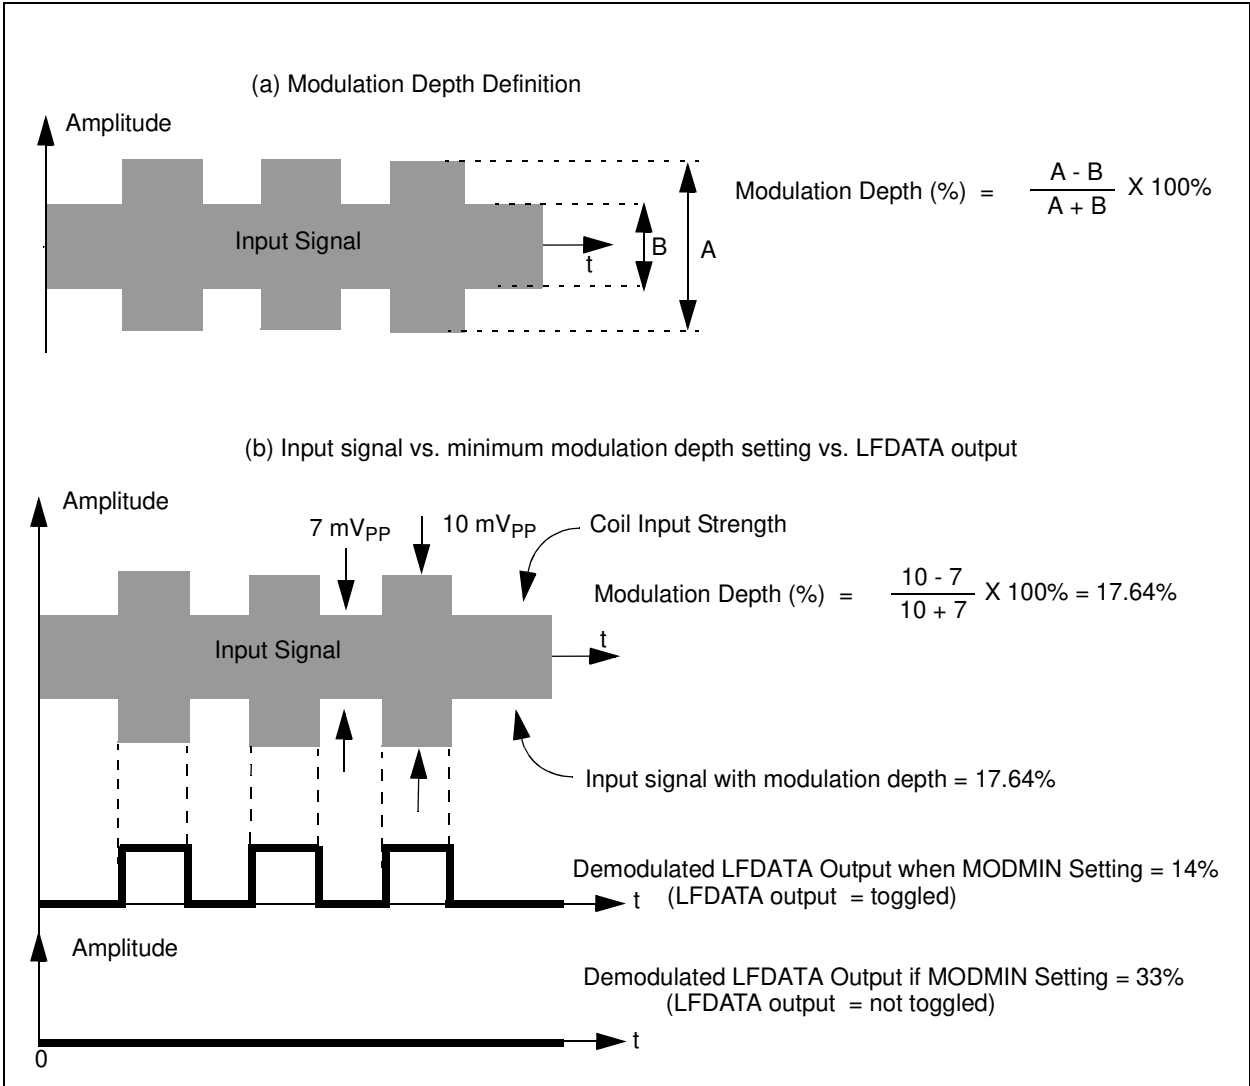 (a) Modulation Depth Definition
Amplitude
Input Signal
t
B
A
Modulation Depth (%) = A - B / A + B X 100%
(b) Input signal vs. minimum modulation depth setting vs. LFDATA output
Amplitude
7 mVPP
10 mVPP
Coil Input Strength
Modulation Depth (%) = 10 - 7 / 10 + 7 X 100% = 17.64%
Input Signal
t
Input signal with modulation depth = 17.64%
Demodulated LFDATA Output when MODMIN Setting = 14%
(LFDATA output = toggled)
t
Amplitude
Demodulated LFDATA Output if MODMIN Setting = 33%
(LFDATA output = not toggled)
t
0